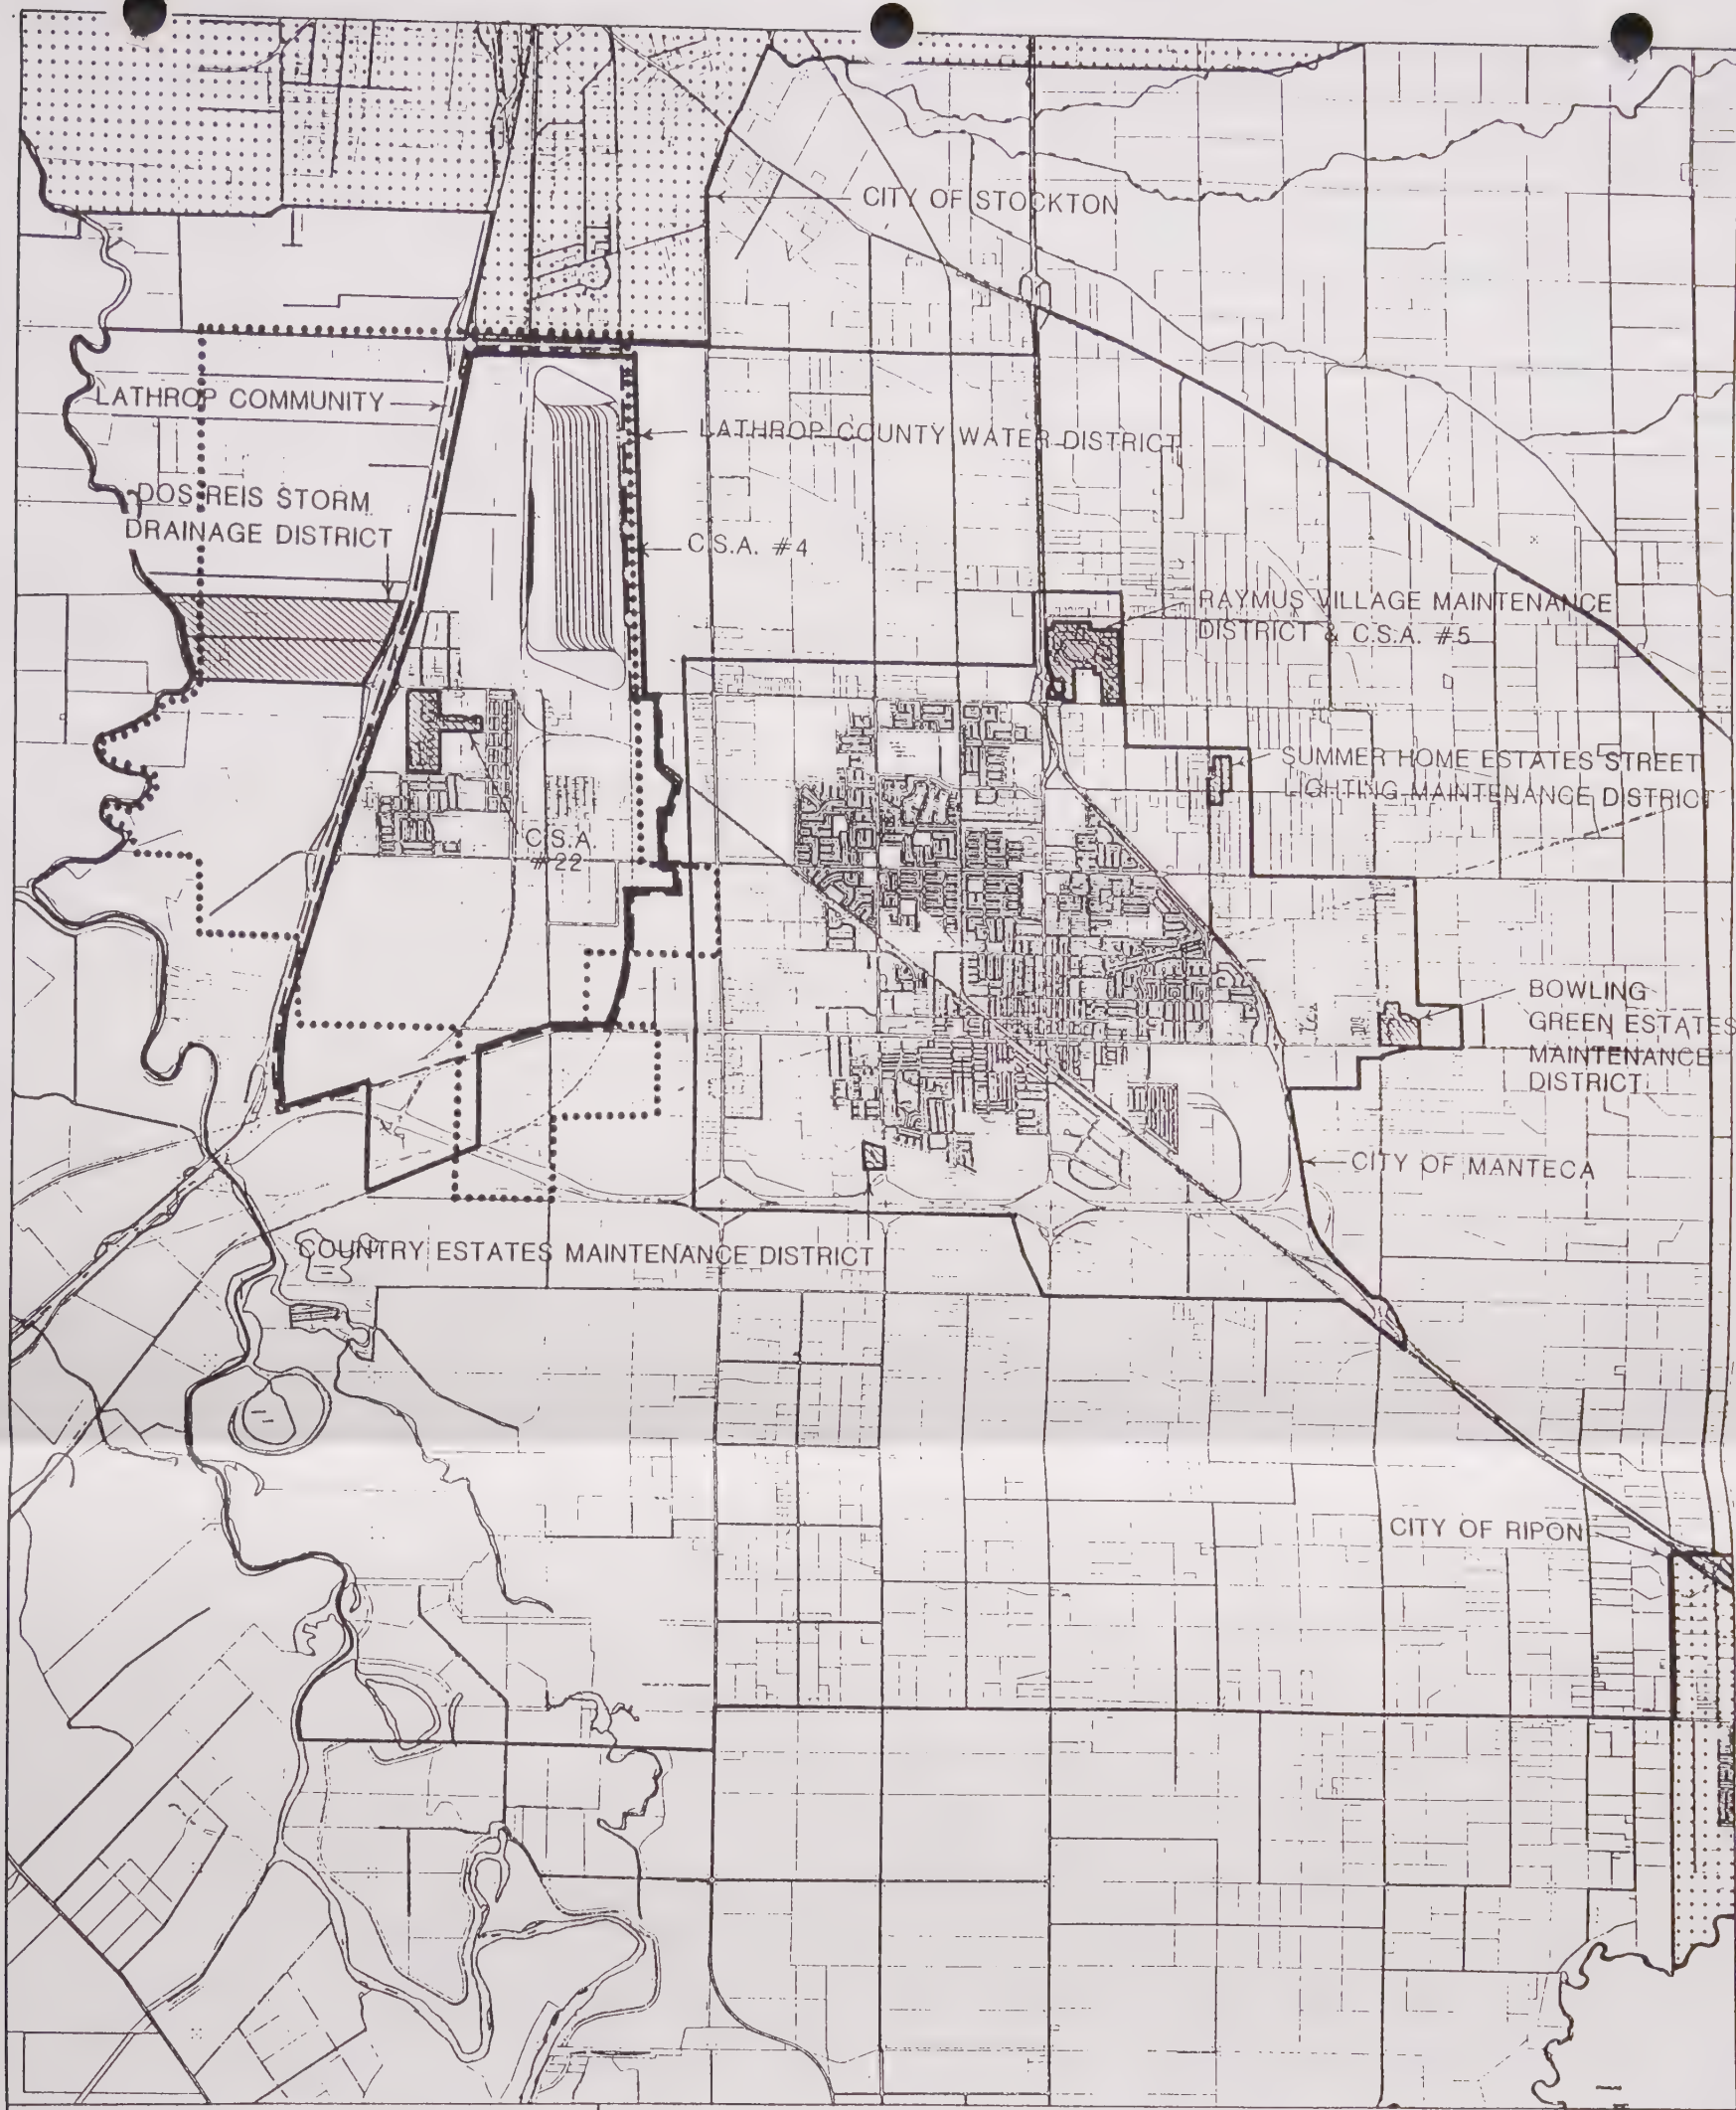 CITY OF STOCKTON
LATHROP COMMUNITY
LATHROP COUNTY WATER DISTRICT
DOS REIS STORM
DRAINAGE DISTRICT
C.S.A. #4
RAYMUS VILLAGE MAINTENANCE
DISTRICT & C.S.A. #5
SUMMER HOME ESTATES STREET
LIGHTING MAINTENANCE DISTRICT
C.S.A
#22
BOWLING
GREEN ESTATES
MAINTENANCE
DISTRICT
CITY OF MANTECA
COUNTRY ESTATES MAINTENANCE DISTRICT
CITY OF RIPON